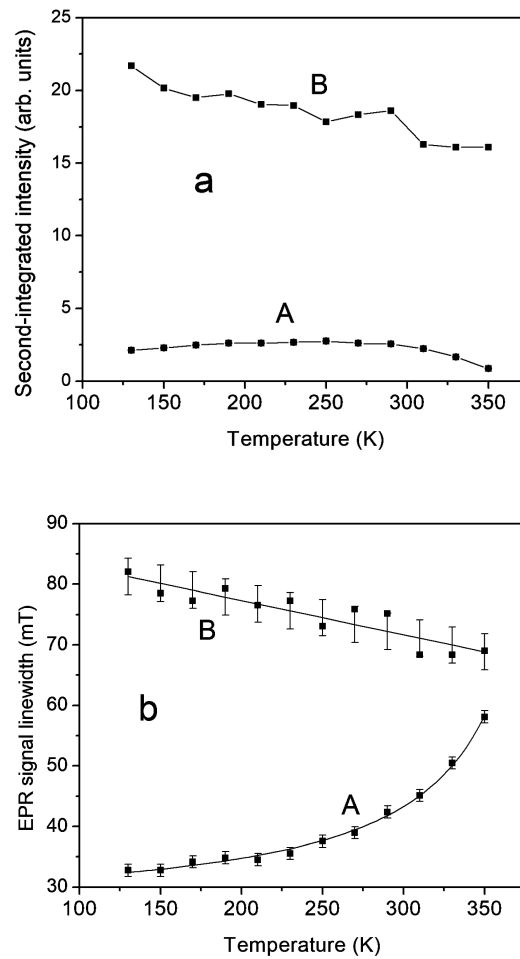 25
20
15
10
5
0
Second-integrated intensity (arb. units)
B
a
A
100 150 200 250 300 350
Temperature (K)
90
80
70
60
50
40
30
EPR signal linewidth (mT)
B
b
A
100 150 200 250 300 350
Temperature (K)